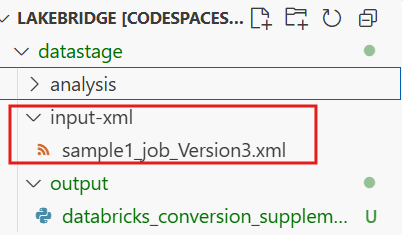 LAKEBRIDGE [CODESPACES...
datastage
analysis
input-xml
sample1_job_Version3.xml
output
databricks_conversion_supplem... U